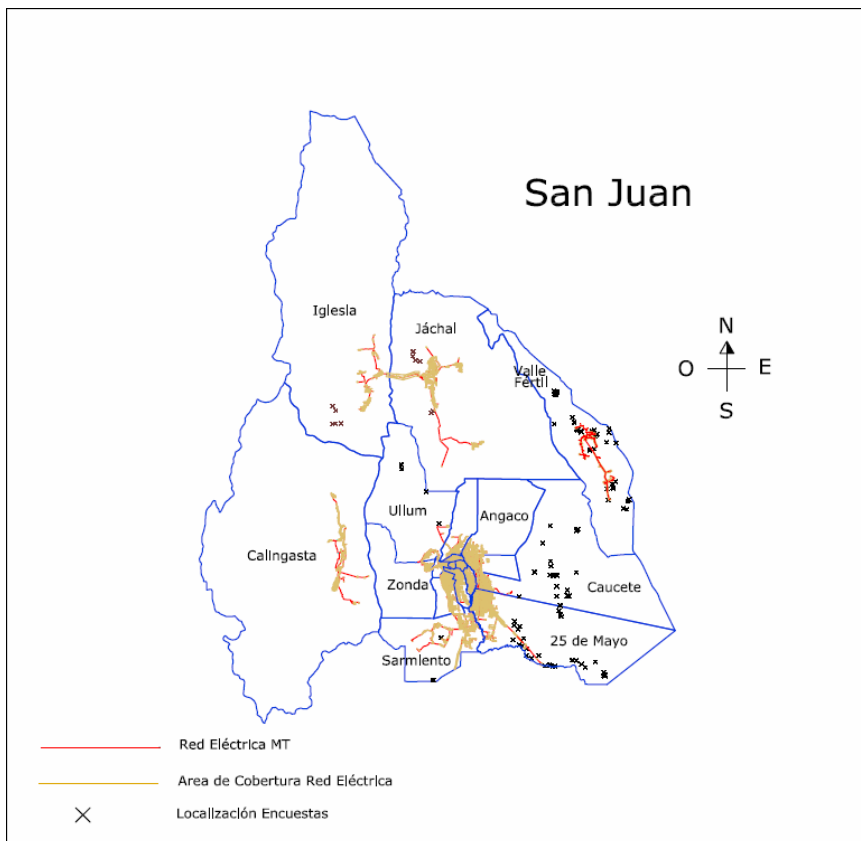 San Juan
Iglesia
Jáchal
N
Valle
Fértil
O
E
S
Ullum
Angaco
Calingasta
Zonda
Caucete
25 de Mayo
Sarmiento
Red Eléctrica MT
Area de Cobertura Red Eléctrica
Localización Encuestas